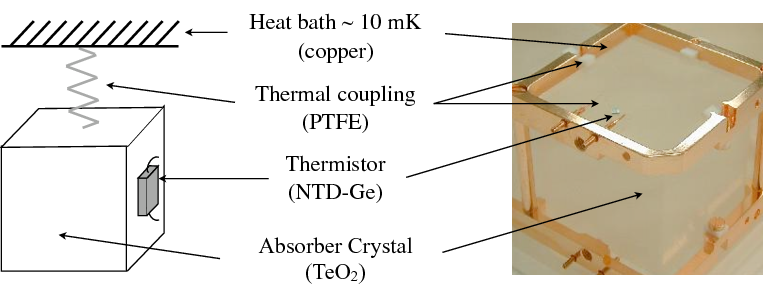 Heat bath ~ 10 mK
(copper)
Thermal coupling
(PTFE)
Thermistor
(NTD-Ge)
Absorber Crystal
(TeO₂)